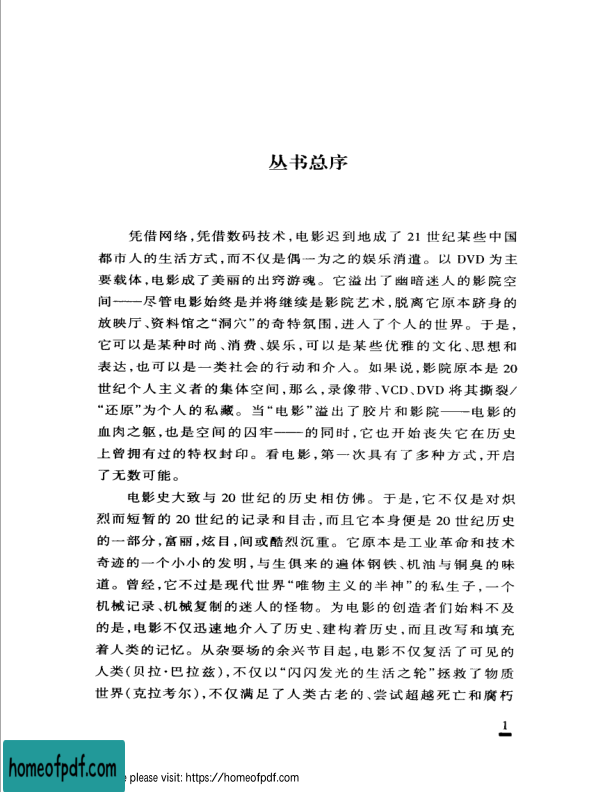 丛书总序
凭借网络，凭借数码技术，电影迟到地成了 21 世纪某些中国
都市人的生活方式，而不仅是偶一为之的娱乐消遣。以 DVD 为主
要载体，电影成了美丽的出窍游魂。它溢出了幽暗迷人的影院空
间——尽管电影始终是并将继续是影院艺术，脱离它原本跻身的
放映厅、资料馆之“洞穴”的奇特氛围，进入了个人的世界。于是，
它可以是某种时尚、消费、娱乐，可以是某些优雅的文化、思想和
表达，也可以是一类社会的行动和介入。如果说，影院原本是 20
世纪个人主义者的集体空间，那么，录像带、VCD、DVD 将其撕裂/
“还原”为个人的私藏。当“电影”溢出了胶片和影院——电影的
血肉之躯，也是空间的囚牢——的同时，它也开始丧失它在历史
上曾拥有过的特权封印。看电影，第一次具有了多种方式，开启
了无数可能。
电影史大致与 20 世纪的历史相仿佛。于是，它不仅是对炽
烈而短暂的 20 世纪的记录和目击，而且它本身便是 20 世纪历史
的一部分，富丽，炫目，间或酷烈沉重。它原本是工业革命和技术
奇迹的一个小小的发明，与生俱来的遍体钢铁、机油与铜臭的味
道。曾经，它不过是现代世界“唯物主义的半神”的私生子，一个
机械记录、机械复制的迷人的怪物。为电影的创造者们始料不及
的是，电影不仅迅速地介入了历史、建构着历史，而且改写和填充
着人类的记忆。从杂耍场的余兴节目起，电影不仅复活了可见的
人类(贝拉·巴拉兹)，不仅以“闪闪发光的生活之轮”拯救了物质
世界(克拉考尔)，不仅满足了人类古老的、尝试超越死亡和腐朽
1
homeofpdf.com
please visit: https://homeofpdf.com